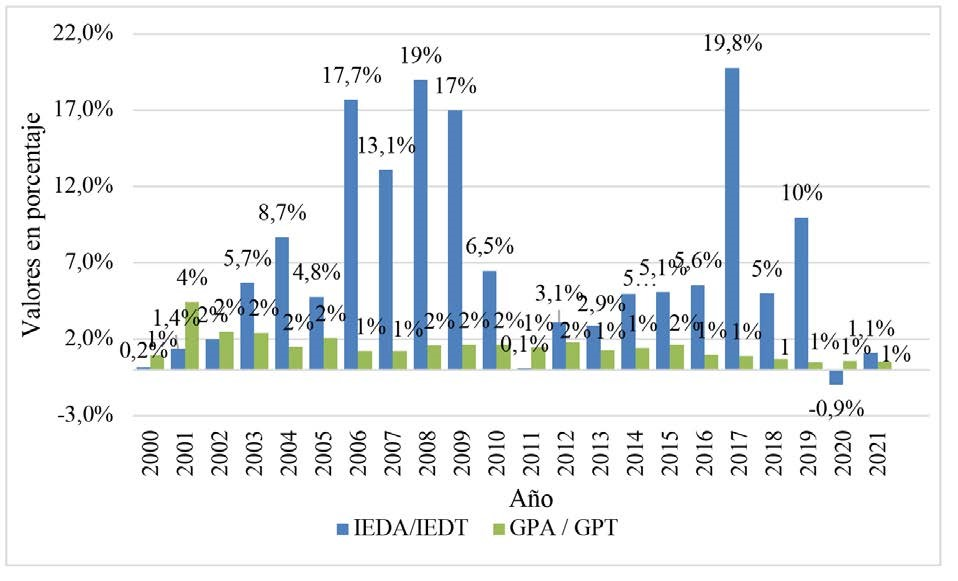 22,0%
17,0%
12,0%
7,0%
2,0%
-3,0%
Valores en porcentaje
0,2% 1,4% 2% 5,7% 8,7% 4,8% 17,7% 13,1% 19% 17% 6,5% 0,1% 3,1% 2,9% 5… 5,1% 5,6% 19,8% 5% 10% -0,9% 1,1%
1% 4% 2% 2% 2% 2% 1% 1% 2% 2% 2% 1% 2% 1% 1% 2% 1% 1% 1 1% 1% 1%
2000 2001 2002 2003 2004 2005 2006 2007 2008 2009 2010 2011 2012 2013 2014 2015 2016 2017 2018 2019 2020 2021
Año
IEDA/IEDT GPA / GPT